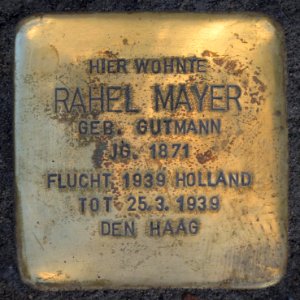 HIER WOHNTE
RAHEL MAYER
GEB. GUTMANN
JG. 1871
FLUCHT 1939 HOLLAND
TOT 25.3.1939
DEN HAAG